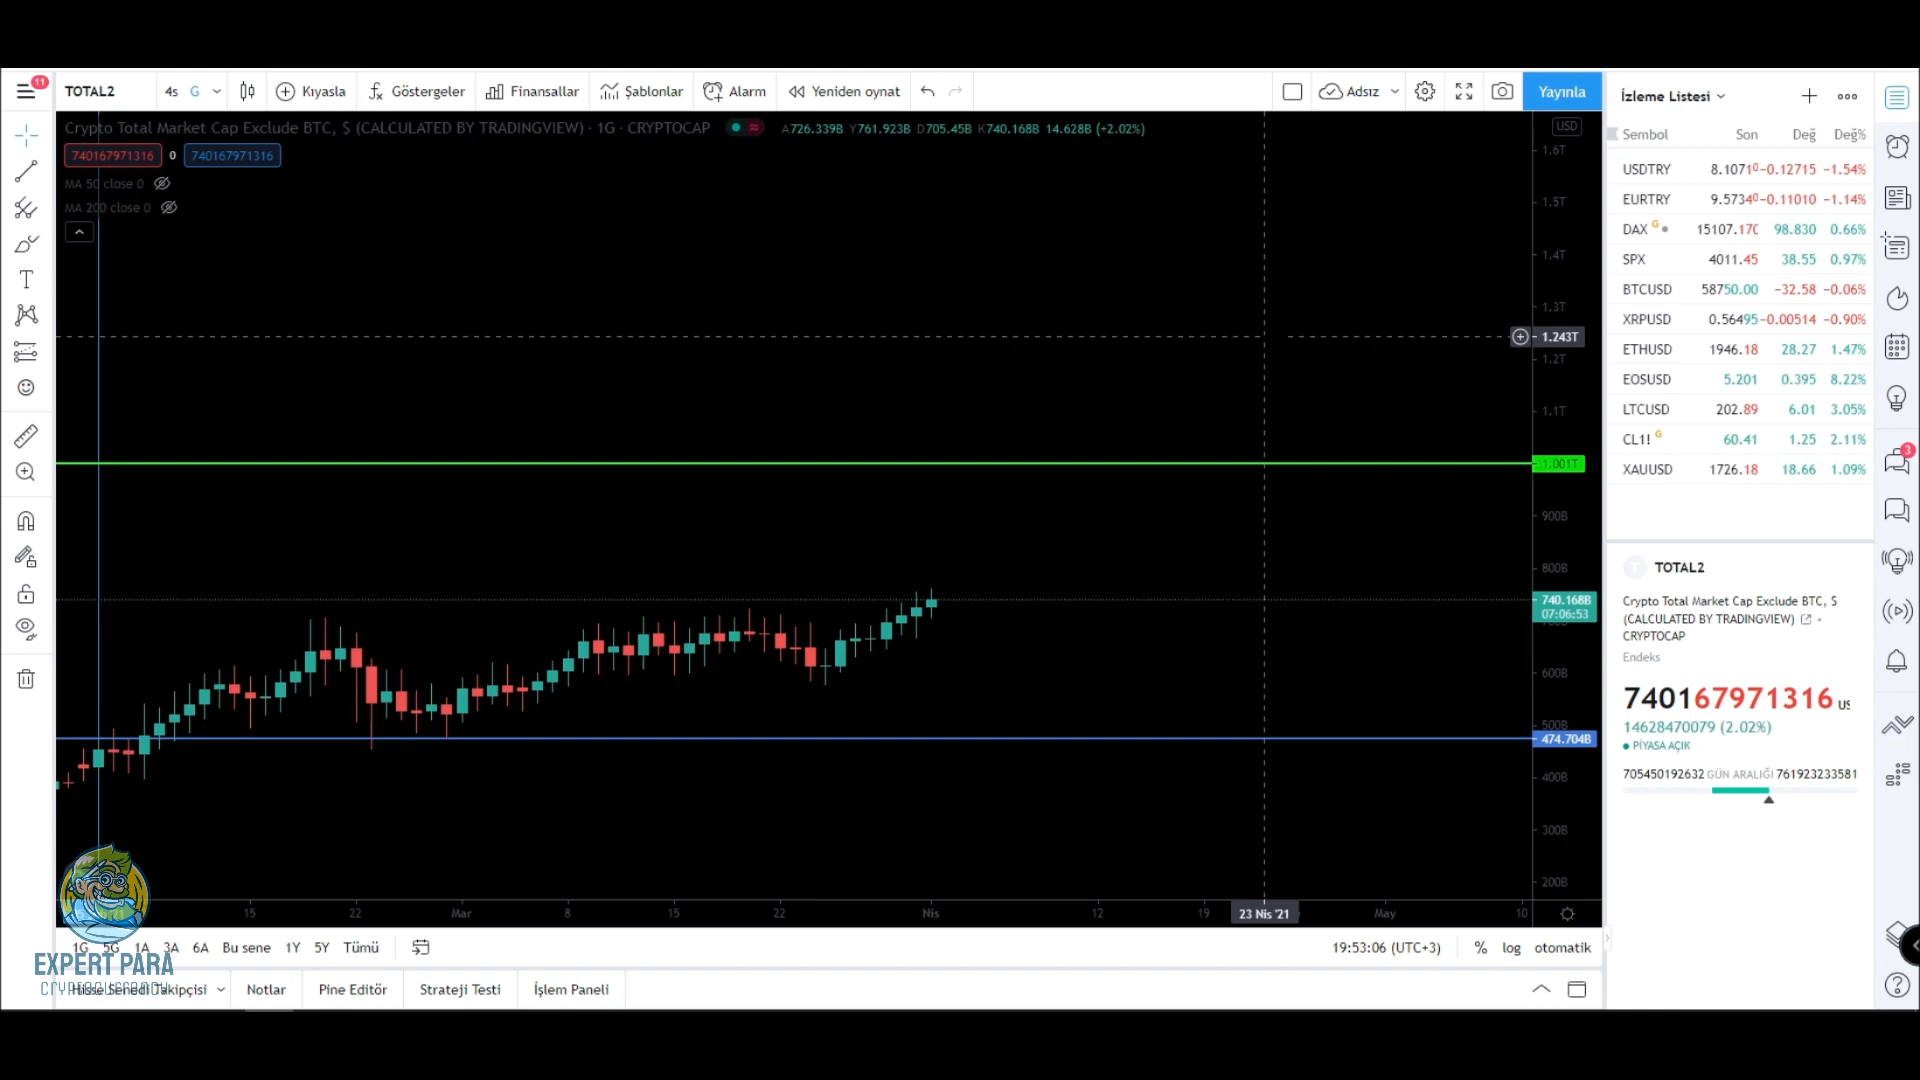 11
TOTAL2 4s G Kıyasla Göstergeler Finansallar Şablonlar Alarm Yeniden oynat Adsız Yayınla
Crypto Total Market Cap Exclude BTC, $ (CALCULATED BY TRADINGVIEW) · 1G · CRYPTOCAP A726.339B Y761.923B D705.45B K740.168B 14.628B (+2.02%)
740167971316 0 740167971316
MA 50 close 0
MA 200 close 0
USD
1.6T
1.5T
1.4T
1.3T
1.243T
1.2T
1.1T
1.001T
900B
800B
740.168B
07:06:53
600B
500B
474.704B
400B
300B
200B
15 22 Mar 8 15 22 Nis 12 19 23 Nis '21 May 10
1G 5G 1A 3A 6A Bu sene 1Y 5Y Tümü 19:53:06 (UTC+3) % log otomatik
EXPERT PARA
CRYPTOCURRENCY
Hisse Senedi Takipçisi Notlar Pine Editör Strateji Testi İşlem Paneli
İzleme Listesi
Sembol Son Değ Değ%
USDTRY 8.10710 −0.12715 −1.54%
EURTRY 9.57340 −0.11010 −1.14%
DAX G 15107.170 98.830 0.66%
SPX 4011.45 38.55 0.97%
BTCUSD 58750.00 −32.58 −0.06%
XRPUSD 0.56495 −0.00514 −0.90%
ETHUSD 1946.18 28.27 1.47%
EOSUSD 5.201 0.395 8.22%
LTCUSD 202.89 6.01 3.05%
CL1! G 60.41 1.25 2.11%
XAUUSD 1726.18 18.66 1.09%
3
T TOTAL2
Crypto Total Market Cap Exclude BTC, $
(CALCULATED BY TRADINGVIEW)
CRYPTOCAP
Endeks
740167971316 US
14628470079 (2.02%)
PİYASA AÇIK
705450192632 GÜN ARALIĞI 761923233581